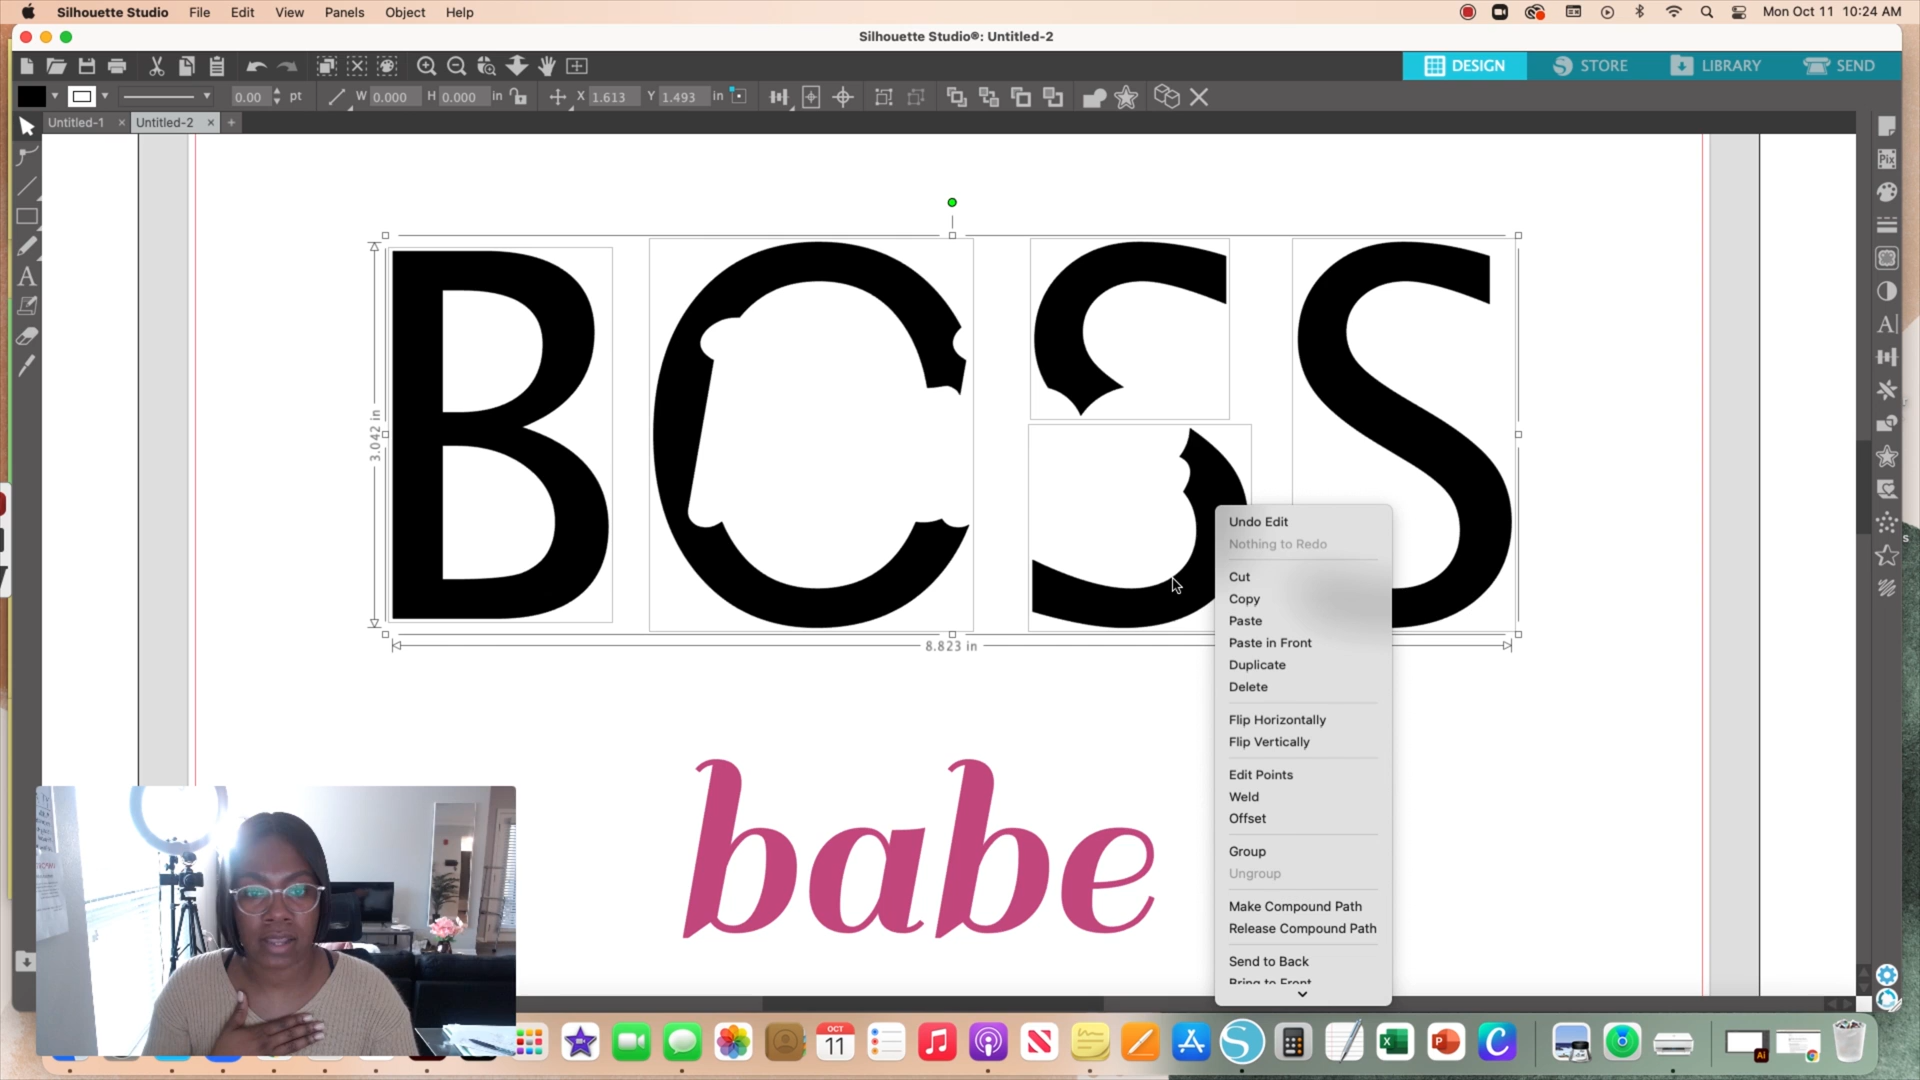 Silhouette Studio File Edit View Panels Object Help Mon Oct 11 10:24 AM
Silhouette Studio®: Untitled-2
DESIGN STORE LIBRARY SEND
0.00 pt W 0.000 H 0.000 in X 1.613 Y 1.493 in
Untitled-1 Untitled-2
BOSS
3.042 in
8.823 in
babe
Undo Edit
Nothing to Redo
Cut
Copy
Paste
Paste in Front
Duplicate
Delete
Flip Horizontally
Flip Vertically
Edit Points
Weld
Offset
Group
Ungroup
Make Compound Path
Release Compound Path
Send to Back
Bring to Front
OCT
11